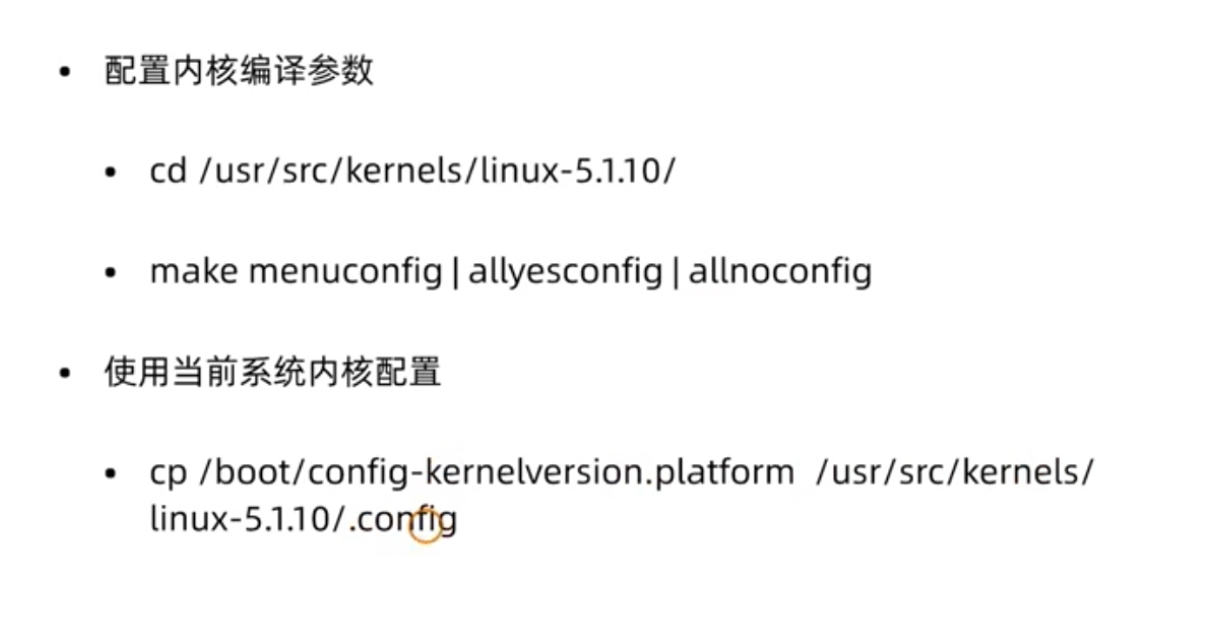 • 配置内核编译参数
• cd /usr/src/kernels/linux-5.1.10/
• make menuconfig | allyesconfig | allnoconfig
• 使用当前系统内核配置
• cp /boot/config-kernelversion.platform /usr/src/kernels/
linux-5.1.10/.config